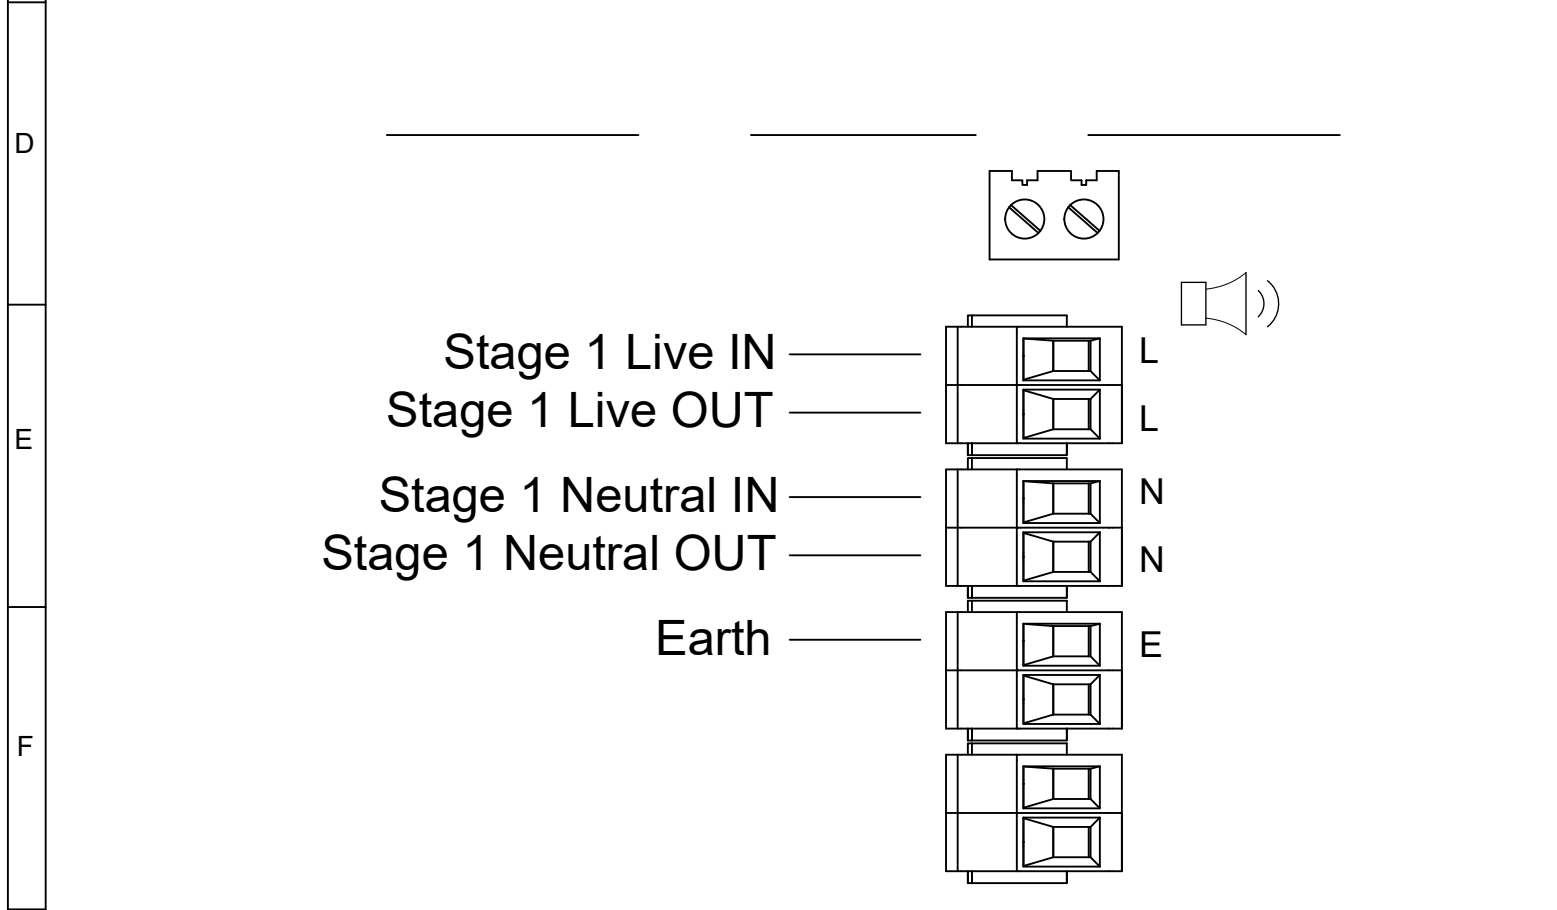 D
Stage 1 Live IN L
Stage 1 Live OUT L
E
Stage 1 Neutral IN N
Stage 1 Neutral OUT N
Earth E
F